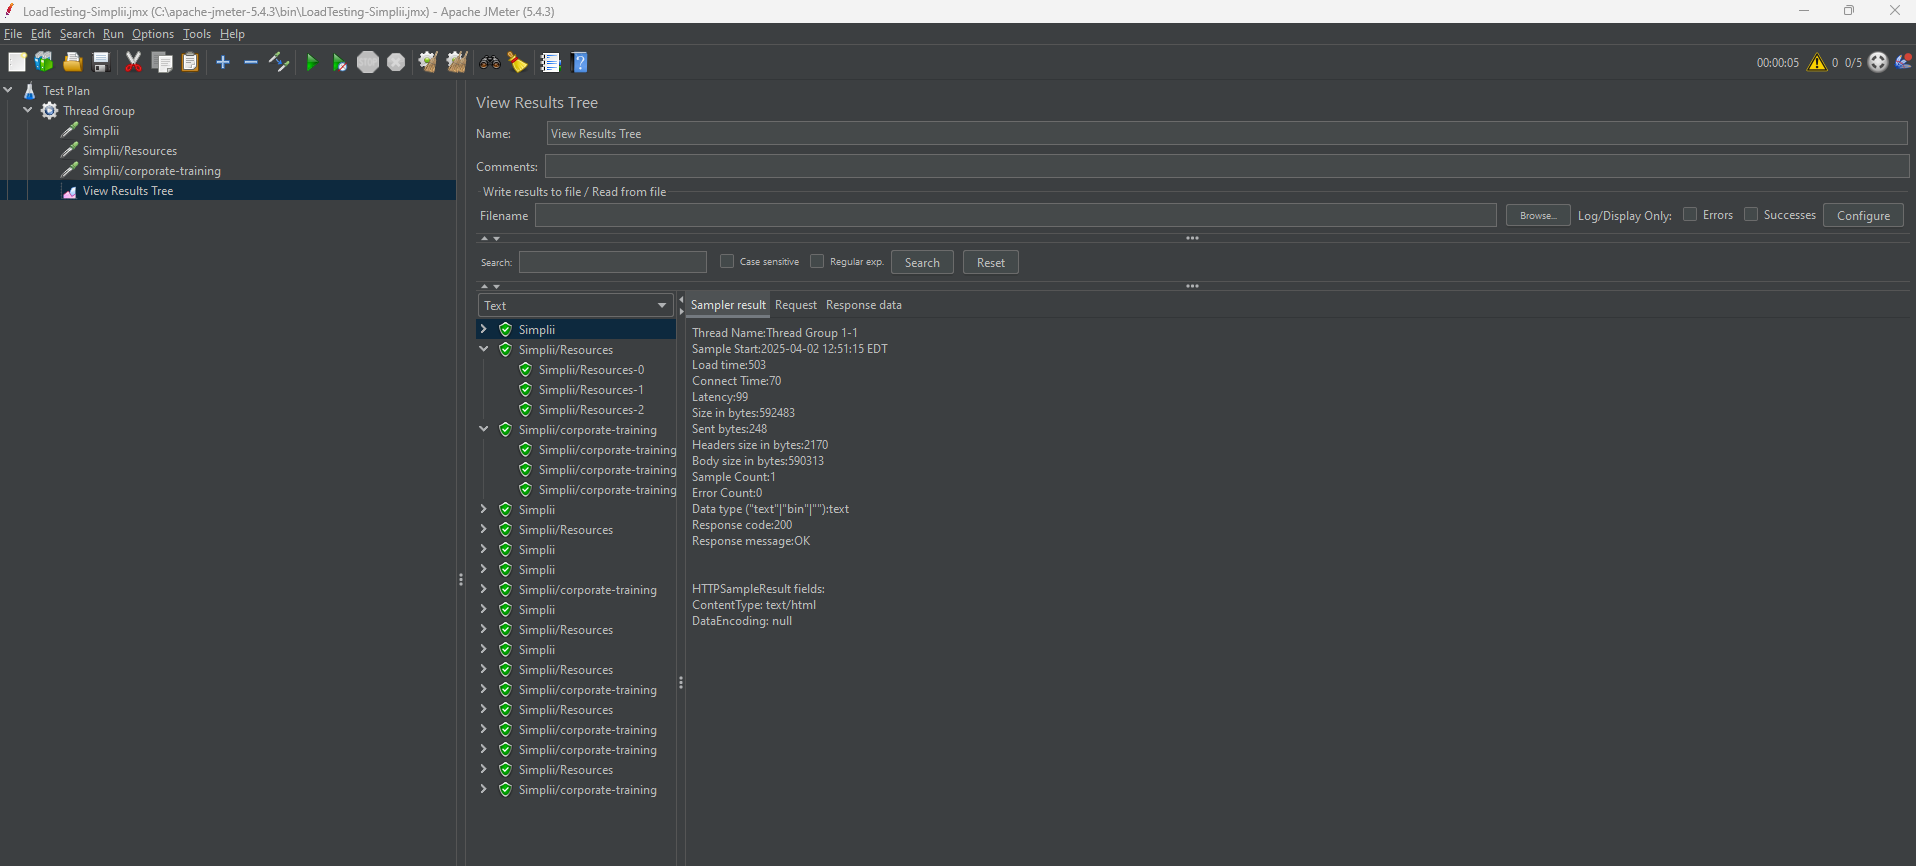 LoadTesting-Simplii.jmx (C:\apache-jmeter-5.4.3\bin\LoadTesting-Simplii.jmx) - Apache JMeter (5.4.3)
File Edit Search Run Options Tools Help
STOP
00:00:05 0 0/5
Test Plan
Thread Group
Simplii
Simplii/Resources
Simplii/corporate-training
View Results Tree
View Results Tree
Name: View Results Tree
Comments:
Write results to file / Read from file
Filename Browse... Log/Display Only: Errors Successes Configure
Search: Case sensitive Regular exp. Search Reset
Text
Simplii
Simplii/Resources
Simplii/Resources-0
Simplii/Resources-1
Simplii/Resources-2
Simplii/corporate-training
Simplii/corporate-training
Simplii/corporate-training
Simplii/corporate-training
Simplii
Simplii/Resources
Simplii
Simplii
Simplii/corporate-training
Simplii
Simplii/Resources
Simplii
Simplii/Resources
Simplii/corporate-training
Simplii/Resources
Simplii/corporate-training
Simplii/corporate-training
Simplii/Resources
Simplii/corporate-training
Sampler result Request Response data
Thread Name:Thread Group 1-1
Sample Start:2025-04-02 12:51:15 EDT
Load time:503
Connect Time:70
Latency:99
Size in bytes:592483
Sent bytes:248
Headers size in bytes:2170
Body size in bytes:590313
Sample Count:1
Error Count:0
Data type ("text"|"bin"|""):text
Response code:200
Response message:OK
HTTPSampleResult fields:
ContentType: text/html
DataEncoding: null